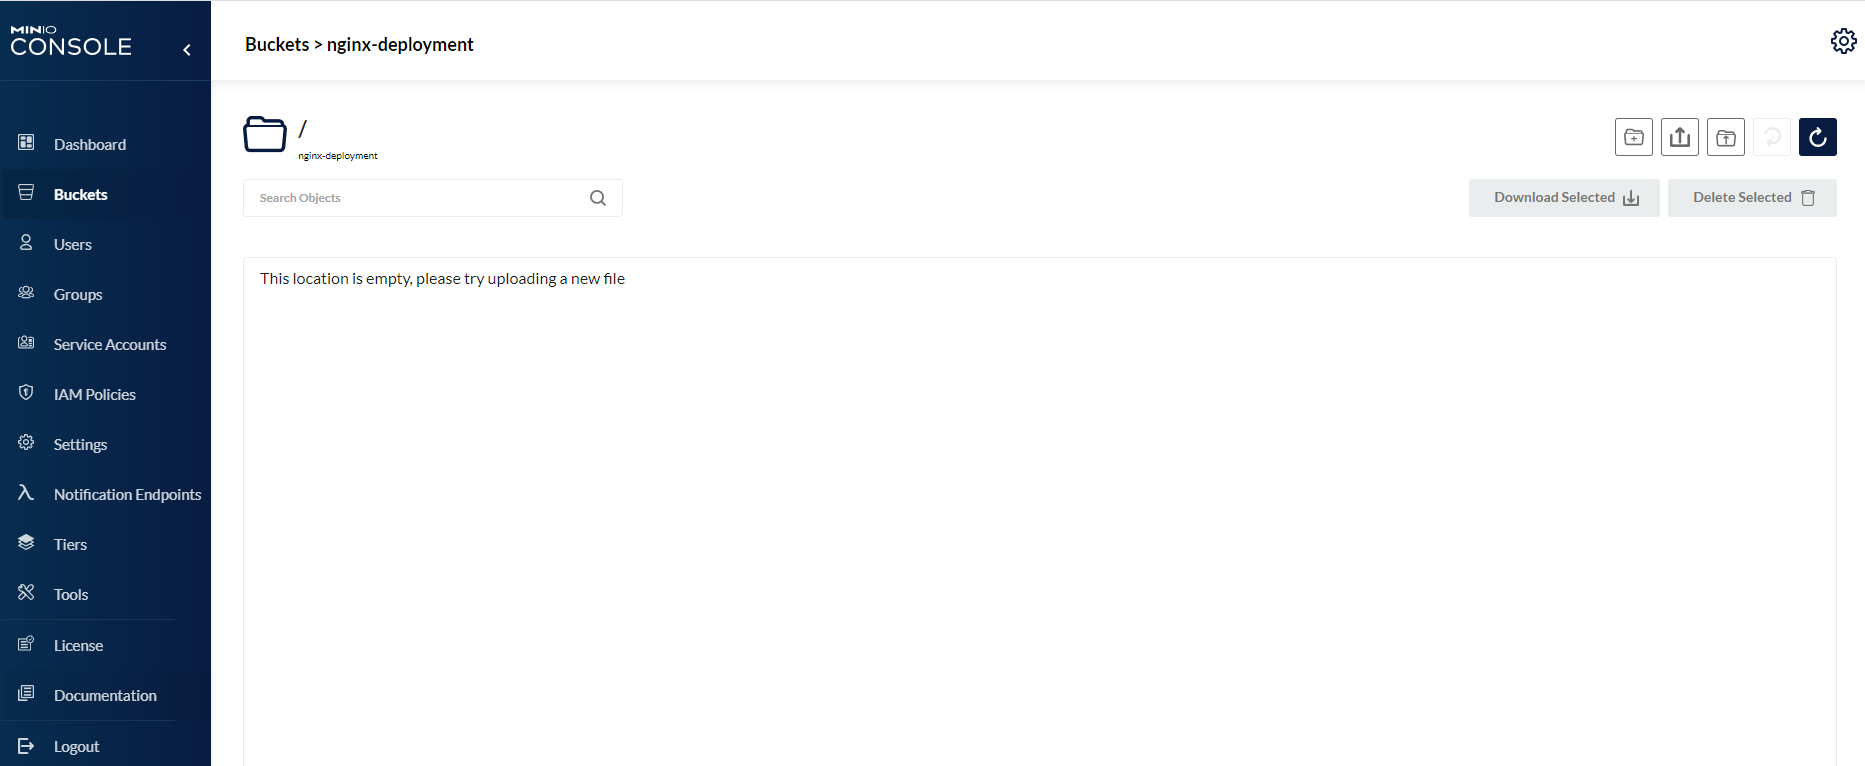 MINIO
CONSOLE
Buckets > nginx-deployment
/
nginx-deployment
Search Objects
Download Selected
Delete Selected
This location is empty, please try uploading a new file
Dashboard
Buckets
Users
Groups
Service Accounts
IAM Policies
Settings
Notification Endpoints
Tiers
Tools
License
Documentation
Logout